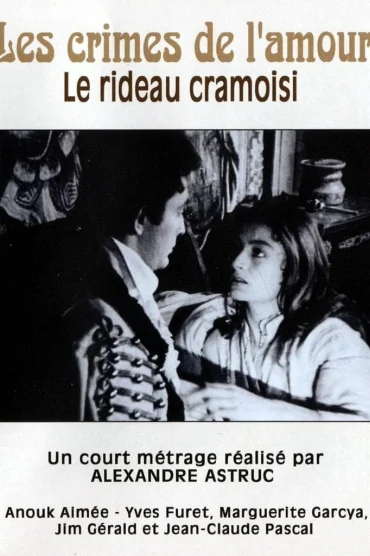 Les crimes de l'amour
Le rideau cramoisi
Un court métrage réalisé par
ALEXANDRE ASTRUC
Anouk Aimée - Yves Furet, Marguerite Garcya,
Jim Gérald et Jean-Claude Pascal